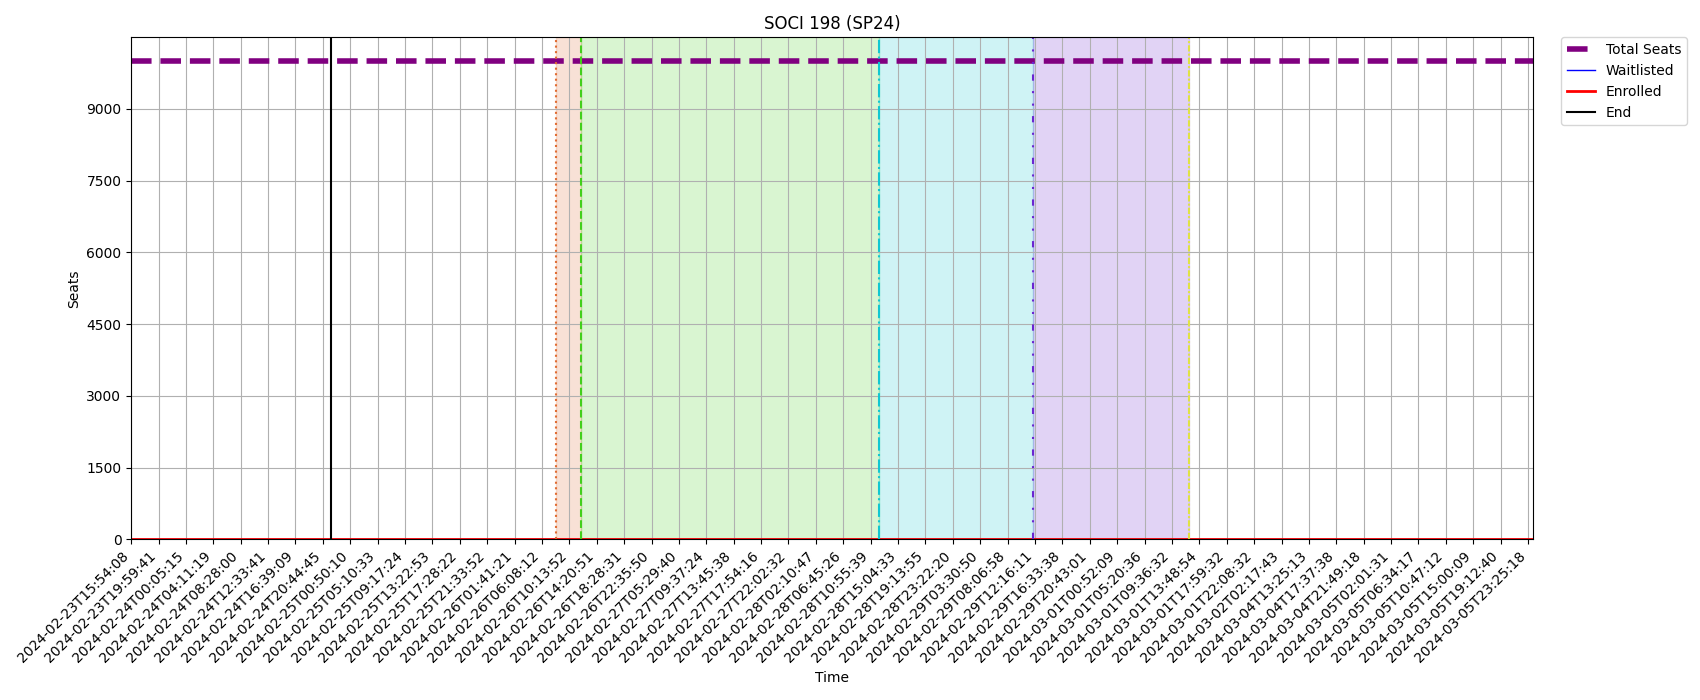 SOCI 198 (SP24)
Total Seats
Waitlisted
Enrolled
End
Seats
9000
7500
6000
4500
3000
1500
0
2024-02-23T15:54:08
2024-02-23T19:59:41
2024-02-24T00:05:15
2024-02-24T04:11:19
2024-02-24T08:28:00
2024-02-24T12:33:41
2024-02-24T16:39:09
2024-02-24T20:44:45
2024-02-25T00:50:10
2024-02-25T05:10:33
2024-02-25T09:17:24
2024-02-25T13:22:53
2024-02-25T17:28:22
2024-02-25T21:33:52
2024-02-26T01:41:21
2024-02-26T06:08:12
2024-02-26T10:13:52
2024-02-26T14:20:51
2024-02-26T18:28:31
2024-02-26T22:35:50
2024-02-27T05:29:40
2024-02-27T09:37:24
2024-02-27T13:45:38
2024-02-27T17:54:16
2024-02-27T22:02:32
2024-02-28T02:10:47
2024-02-28T06:45:26
2024-02-28T10:55:39
2024-02-28T15:04:33
2024-02-28T19:13:55
2024-02-28T23:22:20
2024-02-29T03:30:50
2024-02-29T08:06:58
2024-02-29T12:16:11
2024-02-29T16:33:38
2024-02-29T20:43:01
2024-03-01T00:52:09
2024-03-01T05:20:36
2024-03-01T09:36:32
2024-03-01T13:48:54
2024-03-01T17:59:32
2024-03-01T22:08:32
2024-03-02T02:17:43
2024-03-04T13:25:13
2024-03-04T17:37:38
2024-03-04T21:49:18
2024-03-05T02:01:31
2024-03-05T06:34:17
2024-03-05T10:47:12
2024-03-05T15:00:09
2024-03-05T19:12:40
2024-03-05T23:25:18
Time